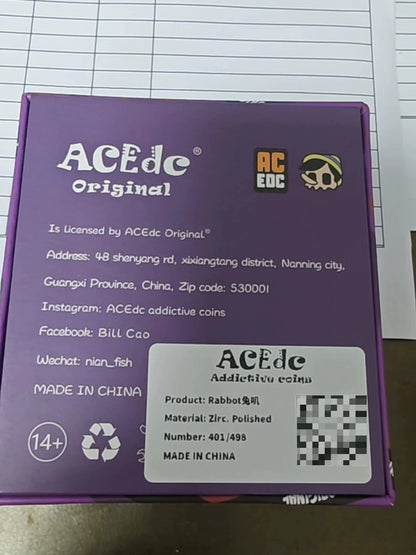 ACEdc®
Original
AC
EDC
Is licensed by ACEdc Original®
Address: 48 shenyang rd, xixiangtang district, Nanning city,
Guangxi Province, China, Zip code: 530001
Instagram: ACEdc addictive coins
Facebook: Bill Cao
Wechat: nian_fish
MADE IN CHINA
14+
ACEdc
Addictive coins
Product: Rabbot兔叽
Material: Zirc. Polished
Number: 401/498
MADE IN CHINA